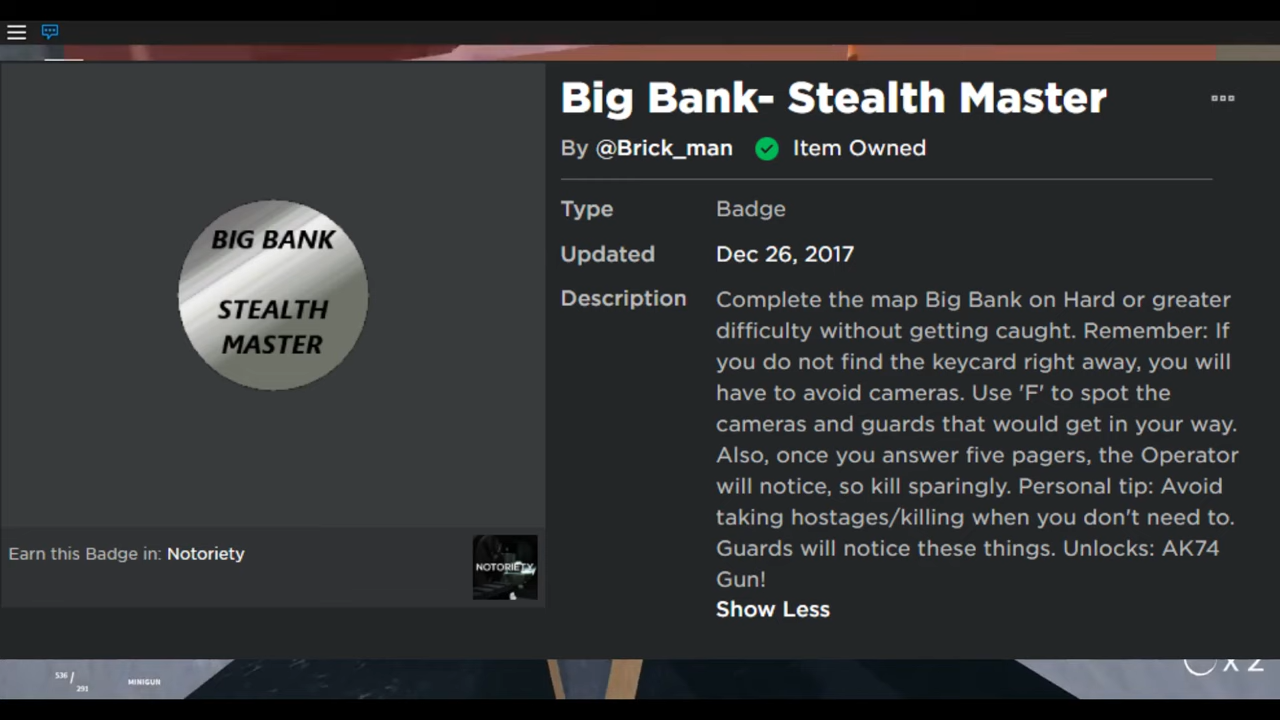 Big Bank- Stealth Master
By @Brick_man Item Owned
Type Badge
Updated Dec 26, 2017
Description Complete the map Big Bank on Hard or greater
difficulty without getting caught. Remember: If
you do not find the keycard right away, you will
have to avoid cameras. Use 'F' to spot the
cameras and guards that would get in your way.
Also, once you answer five pagers, the Operator
will notice, so kill sparingly. Personal tip: Avoid
taking hostages/killing when you don't need to.
Guards will notice these things. Unlocks: AK74
Gun!
Show Less
BIG BANK
STEALTH
MASTER
Earn this Badge in: Notoriety
NOTORIETY
536 /
291
MINIGUN
X 2